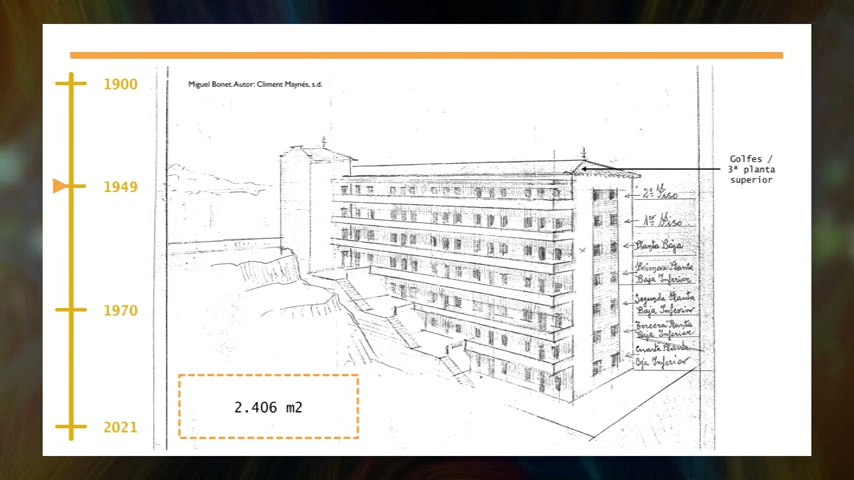 Miguel Bonet. Autor: Climent Maynés, s.d.
1900
1949
1970
2021
Golfes /
3ª planta
superior
2º Piso
1er Piso
Planta Baja
Primera Planta
Baja Inferior
Segunda Planta
Baja Inferior
Tercera Planta
Baja Inferior
Cuarta Planta
Baja Inferior
2.406 m2